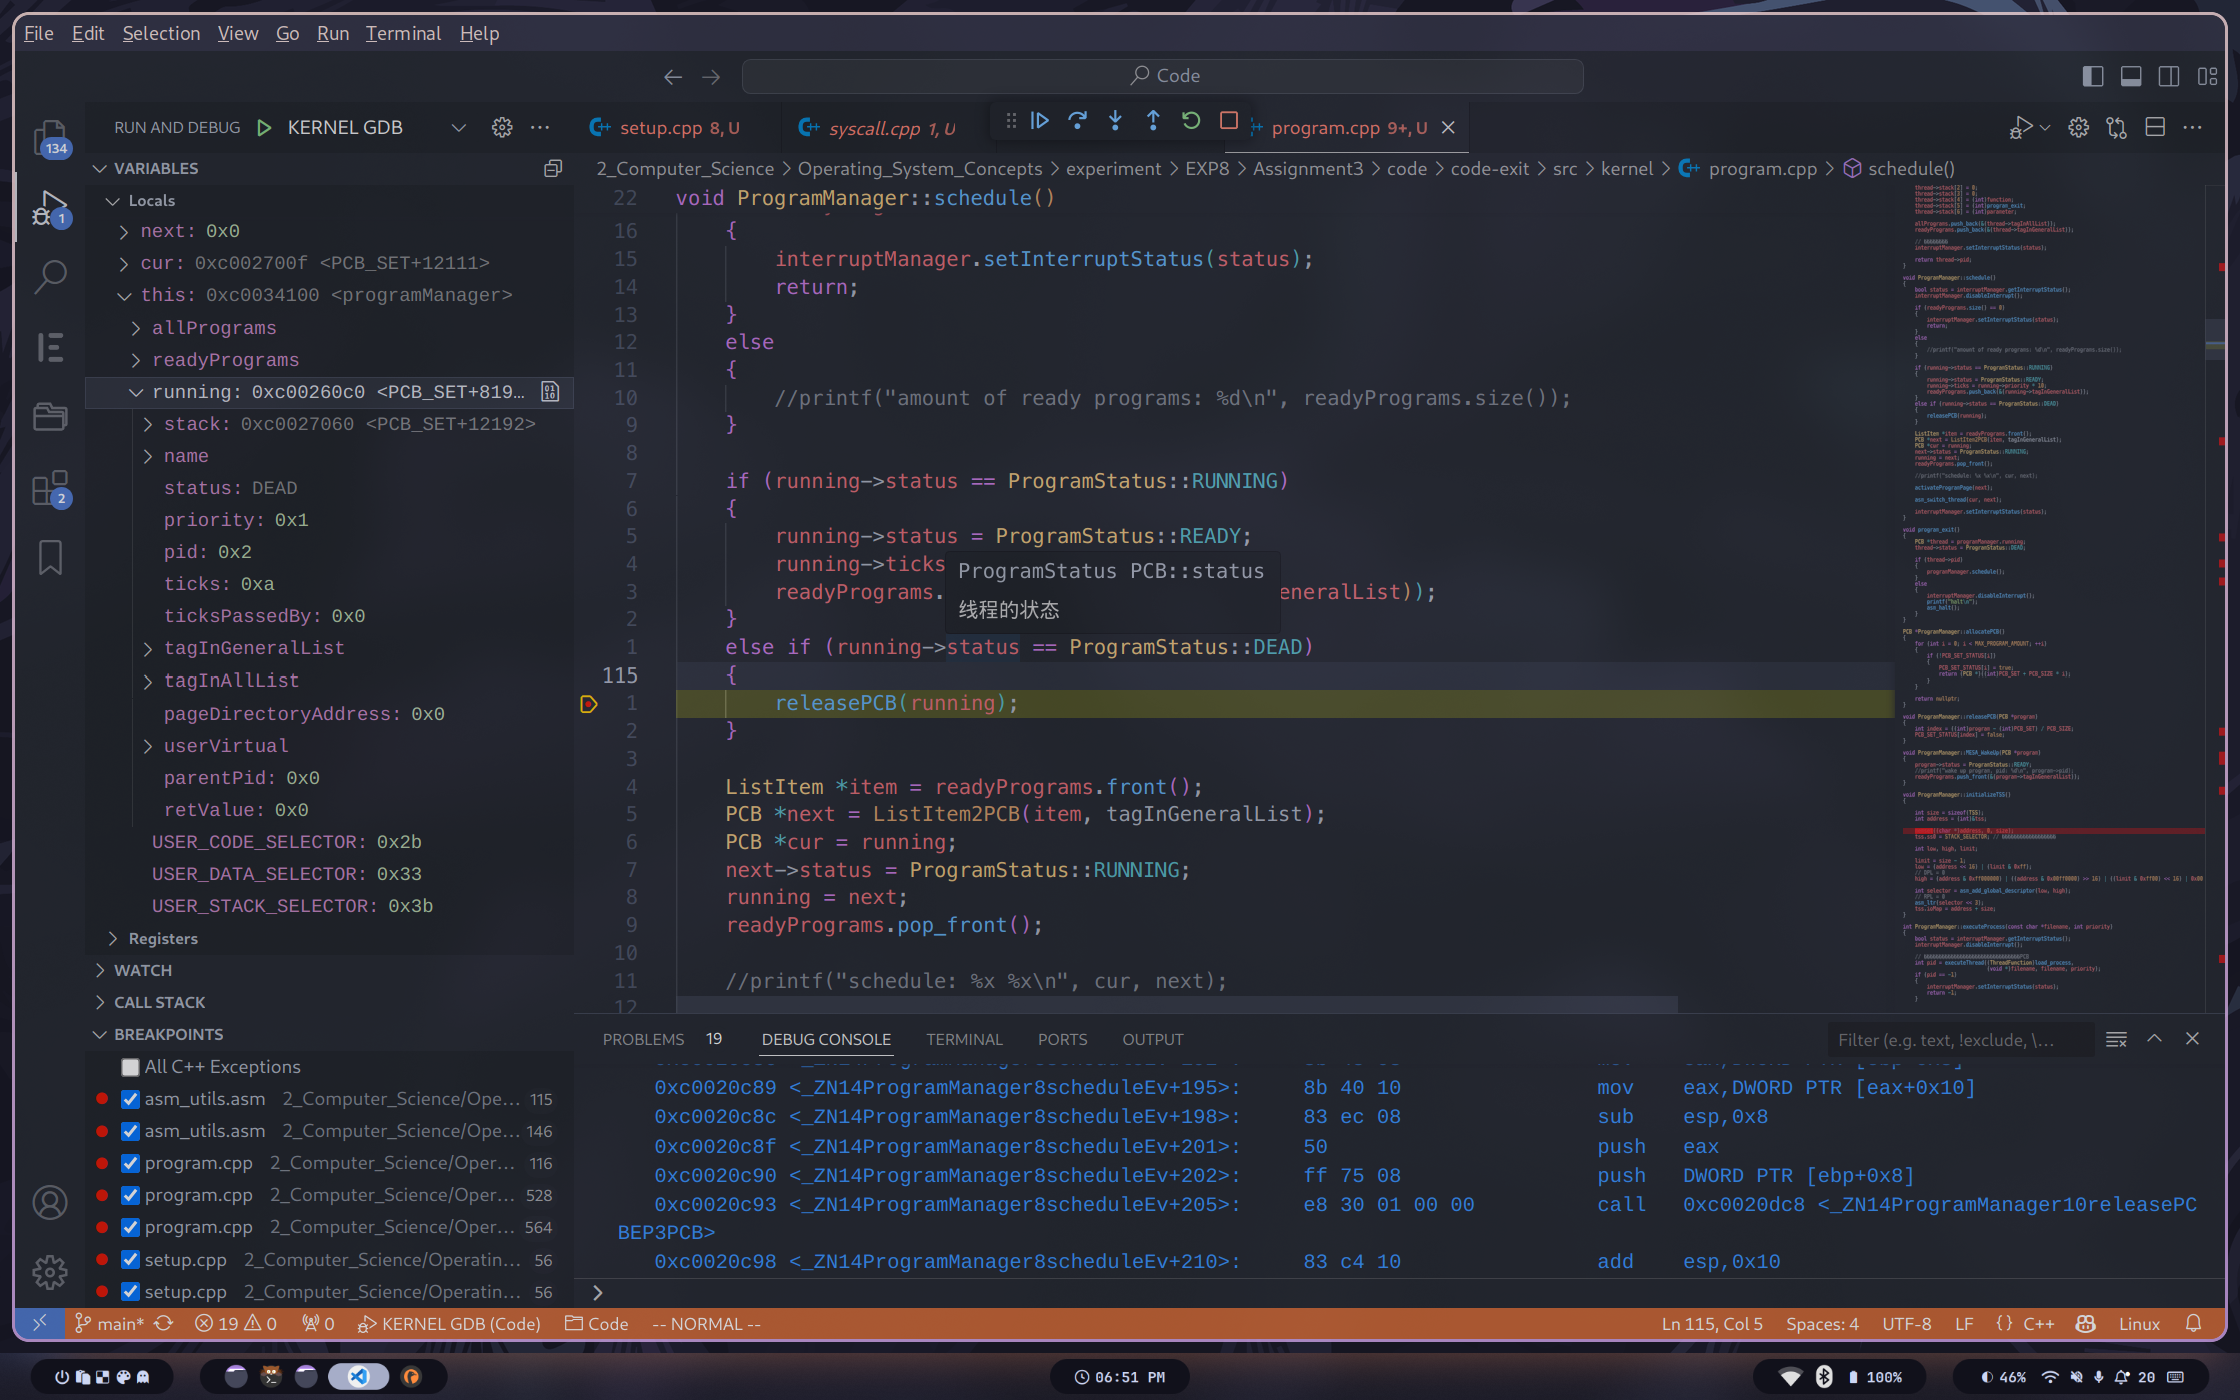 File Edit Selection View Go Run Terminal Help
Code
RUN AND DEBUG KERNEL GDB
setup.cpp 8, U
syscall.cpp 1, U
program.cpp 9+, U
134
1
2
2_Computer_Science > Operating_System_Concepts > experiment > EXP8 > Assignment3 > code > code-exit > src > kernel > program.cpp > schedule()
VARIABLES
Locals
next: 0x0
cur: 0xc002700f <PCB_SET+12111>
this: 0xc0034100 <programManager>
allPrograms
readyPrograms
running: 0xc00260c0 <PCB_SET+819…
stack: 0xc0027060 <PCB_SET+12192>
name
status: DEAD
priority: 0x1
pid: 0x2
ticks: 0xa
ticksPassedBy: 0x0
tagInGeneralList
tagInAllList
pageDirectoryAddress: 0x0
userVirtual
parentPid: 0x0
retValue: 0x0
USER_CODE_SELECTOR: 0x2b
USER_DATA_SELECTOR: 0x33
USER_STACK_SELECTOR: 0x3b
Registers
WATCH
CALL STACK
BREAKPOINTS
All C++ Exceptions
asm_utils.asm 2_Computer_Science/Ope… 115
asm_utils.asm 2_Computer_Science/Ope… 146
program.cpp 2_Computer_Science/Oper… 116
program.cpp 2_Computer_Science/Oper… 528
program.cpp 2_Computer_Science/Oper… 564
setup.cpp 2_Computer_Science/Operatin… 56
setup.cpp 2_Computer_Science/Operatin… 56
22 void ProgramManager::schedule()
16 {
15 interruptManager.setInterruptStatus(status);
14 return;
13 }
12 else
11 {
10 //printf("amount of ready programs: %d\n", readyPrograms.size());
9 }
8
7 if (running->status == ProgramStatus::RUNNING)
6 {
5 running->status = ProgramStatus::READY;
4 running->ticks
3 readyPrograms. eneralList));
2 }
ProgramStatus PCB::status
线程的状态
1 else if (running->status == ProgramStatus::DEAD)
115 {
1 releasePCB(running);
2 }
3
4 ListItem *item = readyPrograms.front();
5 PCB *next = ListItem2PCB(item, tagInGeneralList);
6 PCB *cur = running;
7 next->status = ProgramStatus::RUNNING;
8 running = next;
9 readyPrograms.pop_front();
10
11 //printf("schedule: %x %x\n", cur, next);
12
PROBLEMS 19 DEBUG CONSOLE TERMINAL PORTS OUTPUT
Filter (e.g. text, !exclude, \…
0xc0020c89 <_ZN14ProgramManager8scheduleEv+195>: 8b 40 10 mov eax,DWORD PTR [eax+0x10]
0xc0020c8c <_ZN14ProgramManager8scheduleEv+198>: 83 ec 08 sub esp,0x8
0xc0020c8f <_ZN14ProgramManager8scheduleEv+201>: 50 push eax
0xc0020c90 <_ZN14ProgramManager8scheduleEv+202>: ff 75 08 push DWORD PTR [ebp+0x8]
0xc0020c93 <_ZN14ProgramManager8scheduleEv+205>: e8 30 01 00 00 call 0xc0020dc8 <_ZN14ProgramManager10releasePC
BEP3PCB>
0xc0020c98 <_ZN14ProgramManager8scheduleEv+210>: 83 c4 10 add esp,0x10
main* 19 0 0 KERNEL GDB (Code) Code -- NORMAL --
Ln 115, Col 5 Spaces: 4 UTF-8 LF {} C++ Linux
06:51 PM
100%
46% 20